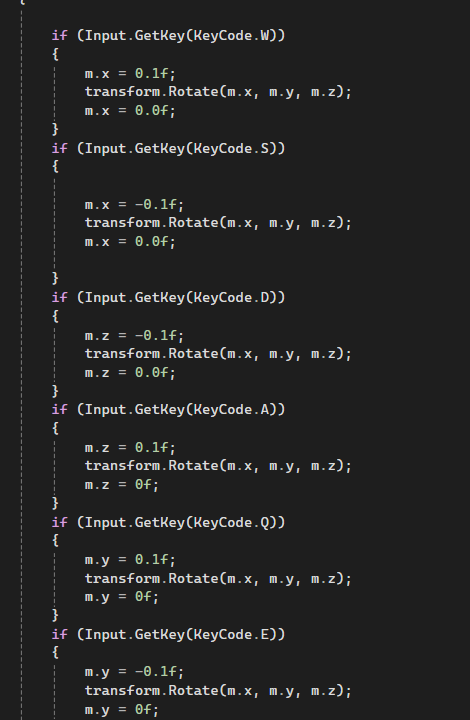 {
if (Input.GetKey(KeyCode.W))
{
m.x = 0.1f;
transform.Rotate(m.x, m.y, m.z);
m.x = 0.0f;
}
if (Input.GetKey(KeyCode.S))
{
m.x = -0.1f;
transform.Rotate(m.x, m.y, m.z);
m.x = 0.0f;
}
if (Input.GetKey(KeyCode.D))
{
m.z = -0.1f;
transform.Rotate(m.x, m.y, m.z);
m.z = 0.0f;
}
if (Input.GetKey(KeyCode.A))
{
m.z = 0.1f;
transform.Rotate(m.x, m.y, m.z);
m.z = 0f;
}
if (Input.GetKey(KeyCode.Q))
{
m.y = 0.1f;
transform.Rotate(m.x, m.y, m.z);
m.y = 0f;
}
if (Input.GetKey(KeyCode.E))
{
m.y = -0.1f;
transform.Rotate(m.x, m.y, m.z);
m.y = 0f;